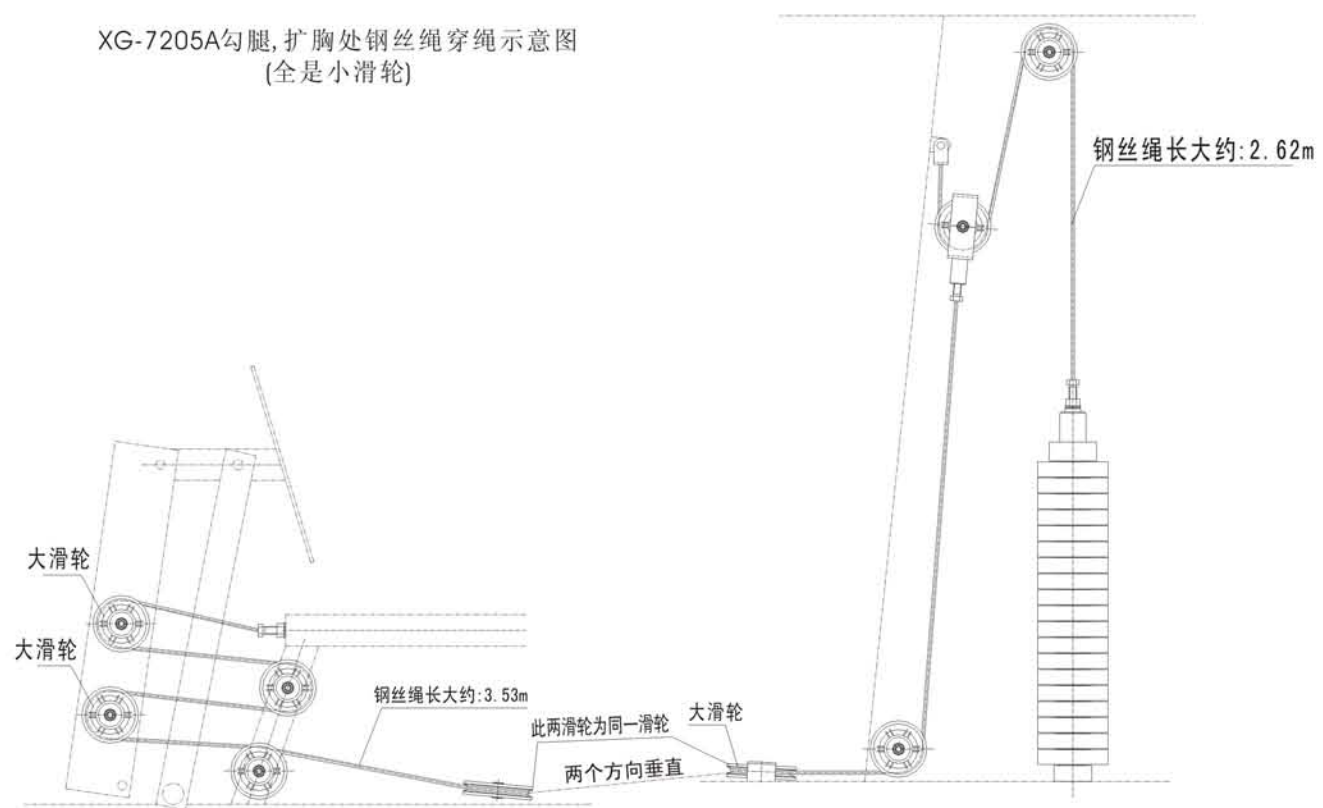 XG-7205A勾腿,扩胸处钢丝绳穿绳示意图
(全是小滑轮)
钢丝绳长大约:2.62m
大滑轮
大滑轮
钢丝绳长大约:3.53m
此两滑轮为同一滑轮
大滑轮
两个方向垂直